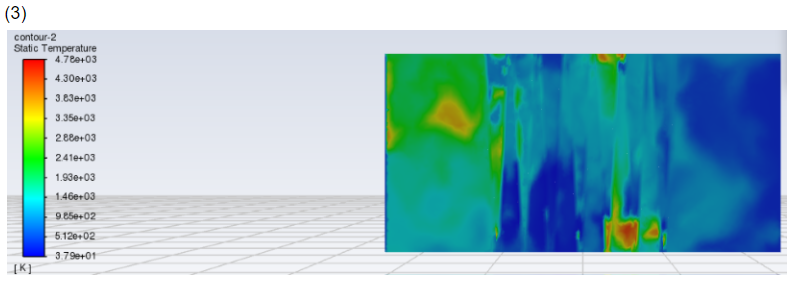 (3)
contour-2
Static Temperature
4.78e+03
4.30e+03
3.83e+03
3.35e+03
2.88e+03
2.41e+03
1.93e+03
1.46e+03
9.85e+02
5.12e+02
3.79e+01
[ K ]